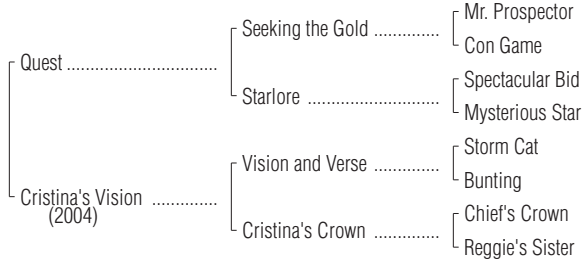 Mr. Prospector
Seeking the Gold ..............
Con Game
Quest ................................
Spectacular Bid
Starlore ............................
Mysterious Star
Storm Cat
Vision and Verse ..............
Bunting
Cristina's Vision ..............
(2004)
Chief's Crown
Cristina's Crown ..............
Reggie's Sister